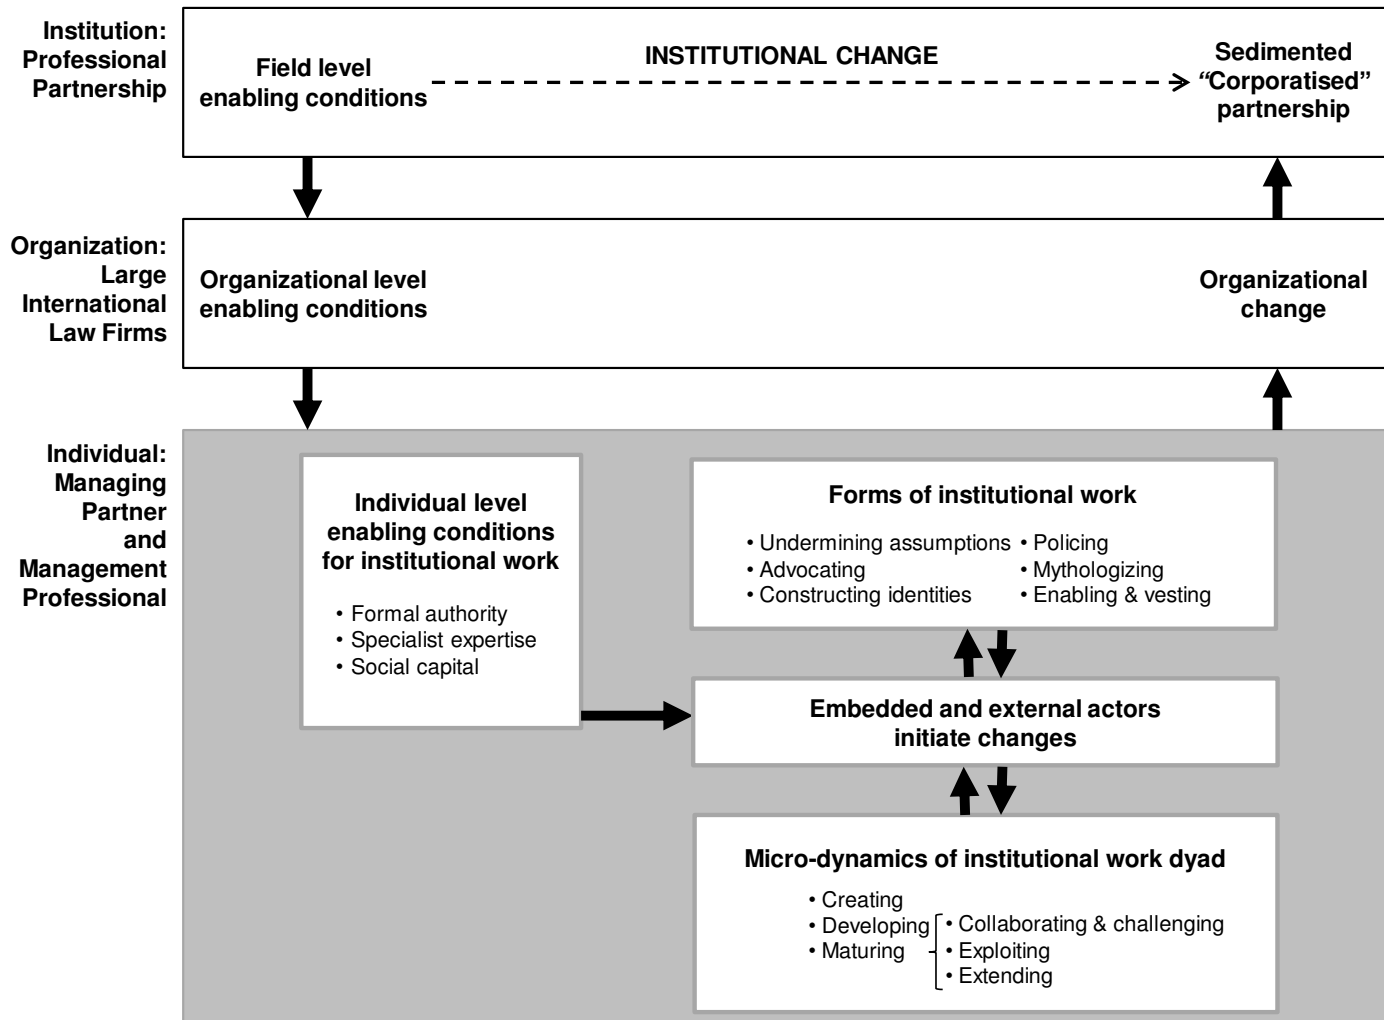 Institution:
Professional
Partnership
Field level
enabling conditions
INSTITUTIONAL CHANGE
Sedimented
“Corporatised”
partnership
Organization:
Large
International
Law Firms
Organizational level
enabling conditions
Organizational
change
Individual:
Managing
Partner
and
Management
Professional
Individual level
enabling conditions
for institutional work
• Formal authority
• Specialist expertise
• Social capital
Forms of institutional work
• Undermining assumptions
• Advocating
• Constructing identities
• Policing
• Mythologizing
• Enabling & vesting
Embedded and external actors
initiate changes
Micro-dynamics of institutional work dyad
• Creating
• Developing
• Maturing
• Collaborating & challenging
• Exploiting
• Extending